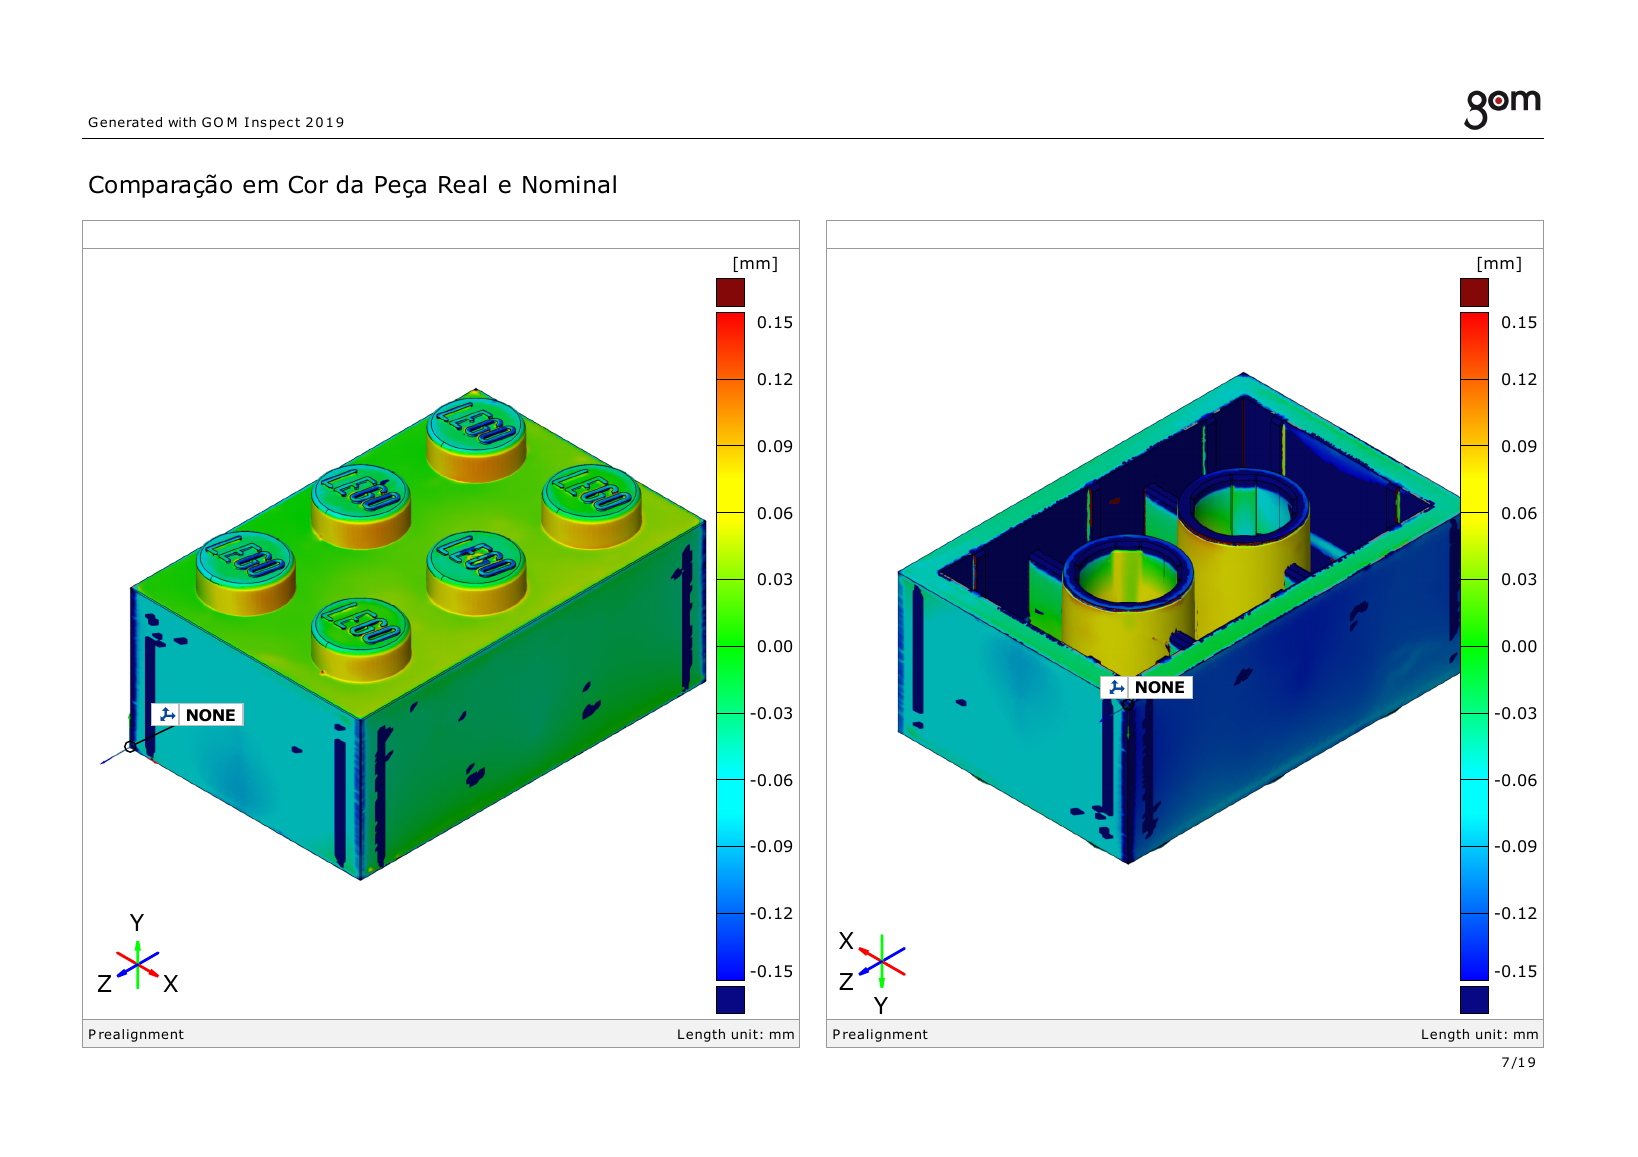 Generated with GOM Inspect 2019
gom
Comparação em Cor da Peça Real e Nominal
[mm]
0.15
0.12
0.09
0.06
0.03
0.00
-0.03
-0.06
-0.09
-0.12
-0.15
LEGO
LEGO
LEGO
LEGO
LEGO
LEGO
NONE
Y
Z
X
Prealignment
Length unit: mm
[mm]
0.15
0.12
0.09
0.06
0.03
0.00
-0.03
-0.06
-0.09
-0.12
-0.15
NONE
X
Z
Y
Prealignment
Length unit: mm
7/19